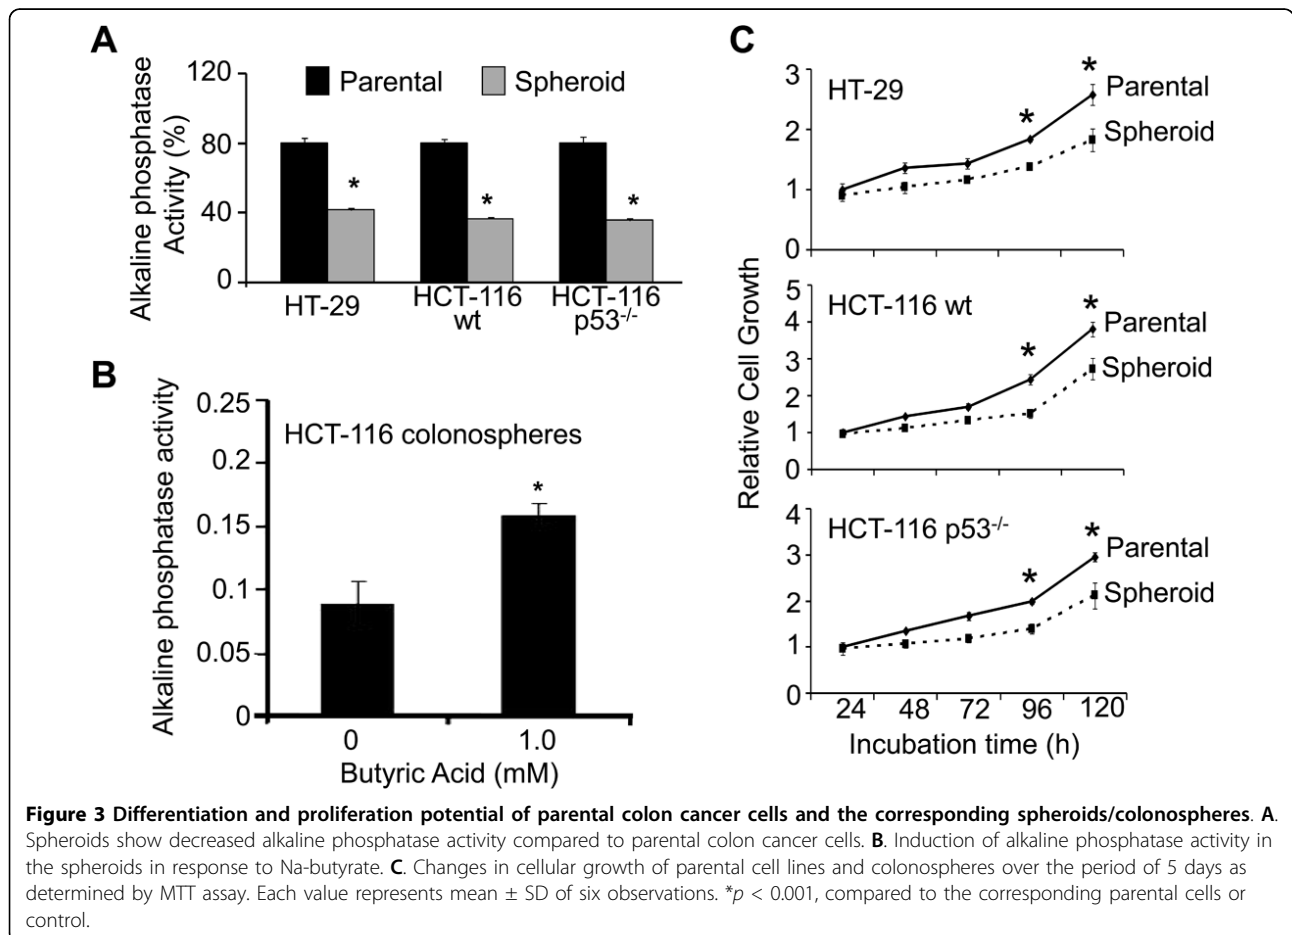 A
Alkaline phosphatase
Activity (%)
120
80
40
0
Parental
Spheroid
*
*
*
HT-29
HCT-116
wt
HCT-116
p53-/-
B
Alkaline phosphatase activity
0.25
0.2
0.15
0.1
0.05
0
HCT-116 colonospheres
*
0
1.0
Butyric Acid (mM)
C
Relative Cell Growth
3
2
1
0
HT-29
*
*
Parental
Spheroid
5
4
3
2
1
0
HCT-116 wt
*
*
Parental
Spheroid
4
3
2
1
0
HCT-116 p53-/-
*
*
Parental
Spheroid
24 48 72 96 120
Incubation time (h)
Figure 3 Differentiation and proliferation potential of parental colon cancer cells and the corresponding spheroids/colonospheres. A.
Spheroids show decreased alkaline phosphatase activity compared to parental colon cancer cells. B. Induction of alkaline phosphatase activity in
the spheroids in response to Na-butyrate. C. Changes in cellular growth of parental cell lines and colonospheres over the period of 5 days as
determined by MTT assay. Each value represents mean ± SD of six observations. *p < 0.001, compared to the corresponding parental cells or
control.